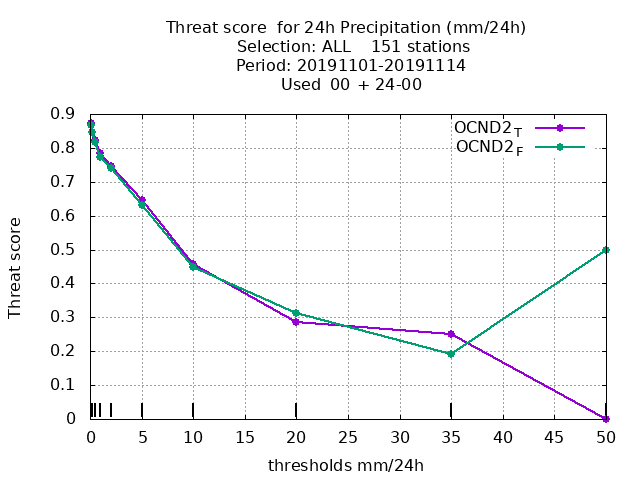 Threat score  for 24h Precipitation (mm/24h)
Selection: ALL    151 stations
Period: 20191101-20191114
Used  00 + 24-00
OCND2T
OCND2F
Threat score
0.9
0.8
0.7
0.6
0.5
0.4
0.3
0.2
0.1
0
0 5 10 15 20 25 30 35 40 45 50
thresholds mm/24h